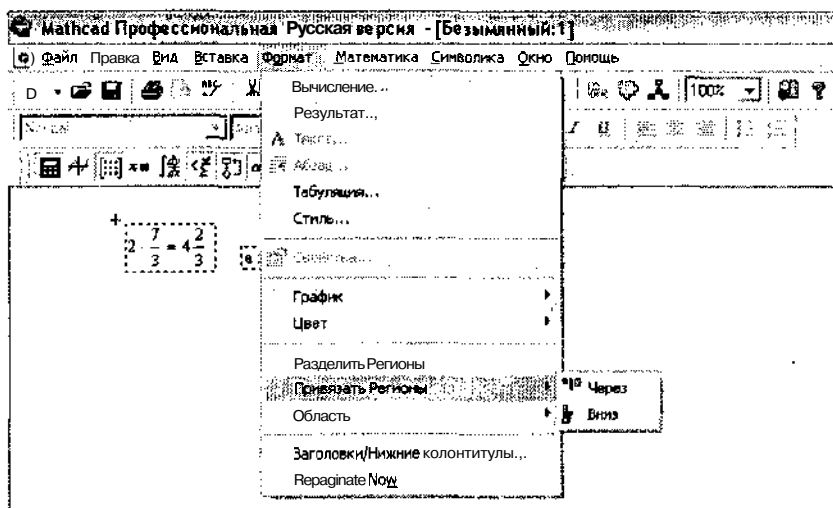 Mathcad Профессиональная Русская версия - [Безымянный:1]
Файл Правка Вид Вставка Формат Математика Символика Окно Помощь
D 100%
Вычисление...
Результат...
Текст...
Абзац...
Табуляция...
Стиль...
2 · 7/3 = 4 2/3
Свойства...
График
Цвет
Разделить Регионы
Привязать Регионы
Через
Область
Вниз
Заголовки/Нижние колонтитулы...
Repaginate Now